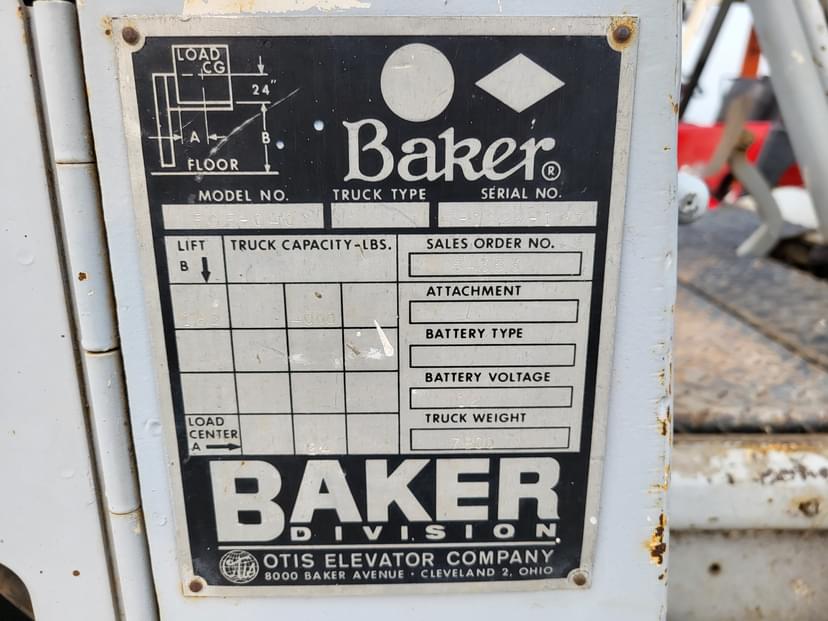 LOAD
CG
24"
A
B
FLOOR
Baker®
MODEL NO.
TRUCK TYPE
SERIAL NO.
LIFT
B
TRUCK CAPACITY-LBS.
SALES ORDER NO.
ATTACHMENT
BATTERY TYPE
BATTERY VOLTAGE
LOAD
CENTER
A
TRUCK WEIGHT
BAKER
DIVISION
OTIS OTIS ELEVATOR COMPANY
8000 BAKER AVENUE · CLEVELAND 2, OHIO